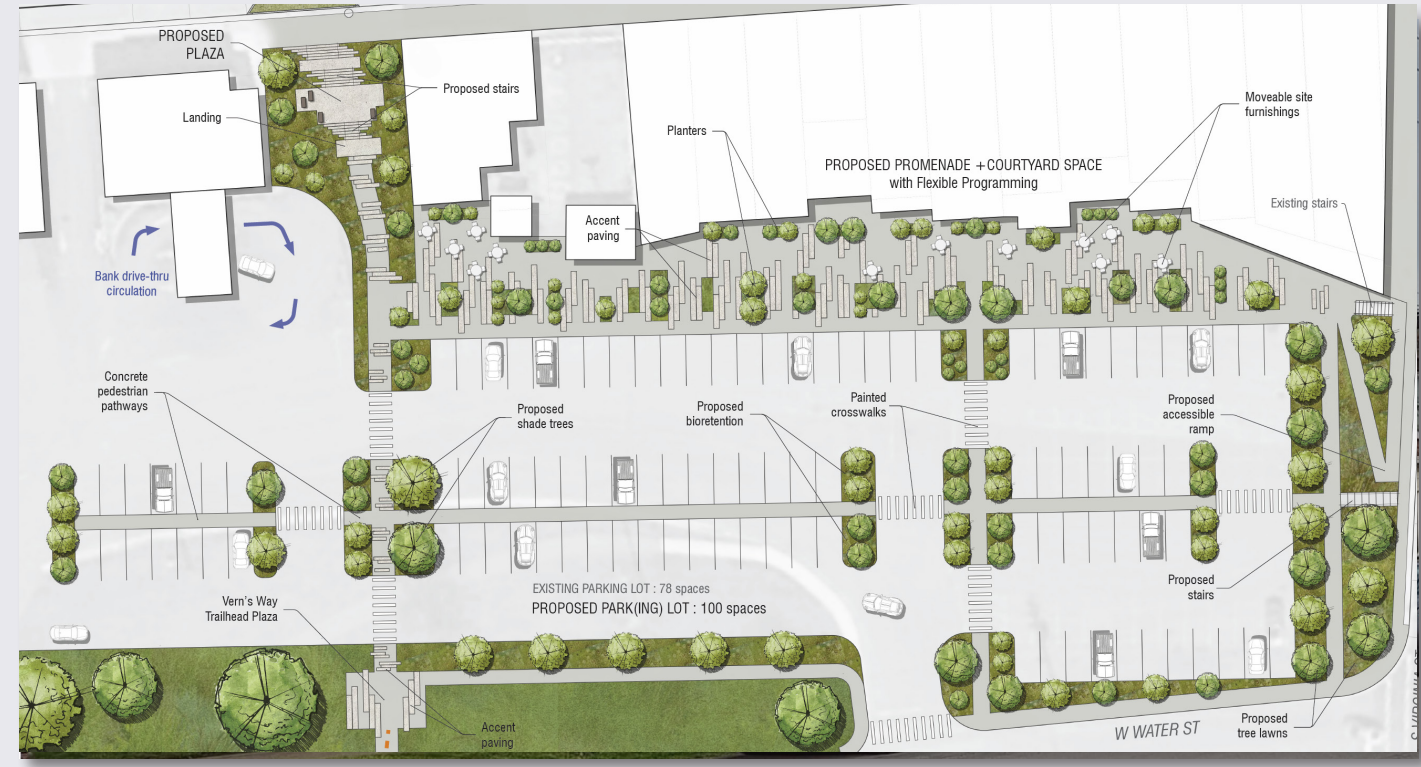 PROPOSED
PLAZA
Proposed stairs
Landing
Planters
Moveable site
furnishings
PROPOSED PROMENADE + COURTYARD SPACE
with Flexible Programming
Existing stairs
Accent
paving
Bank drive-thru
circulation
Concrete
pedestrian
pathways
Proposed
shade trees
Proposed
bioretention
Painted
crosswalks
Proposed
accessible
ramp
EXISTING PARKING LOT : 78 spaces
PROPOSED PARK(ING) LOT : 100 spaces
Proposed
stairs
Vern's Way
Trailhead Plaza
Accent
paving
W WATER ST
Proposed
tree lawns